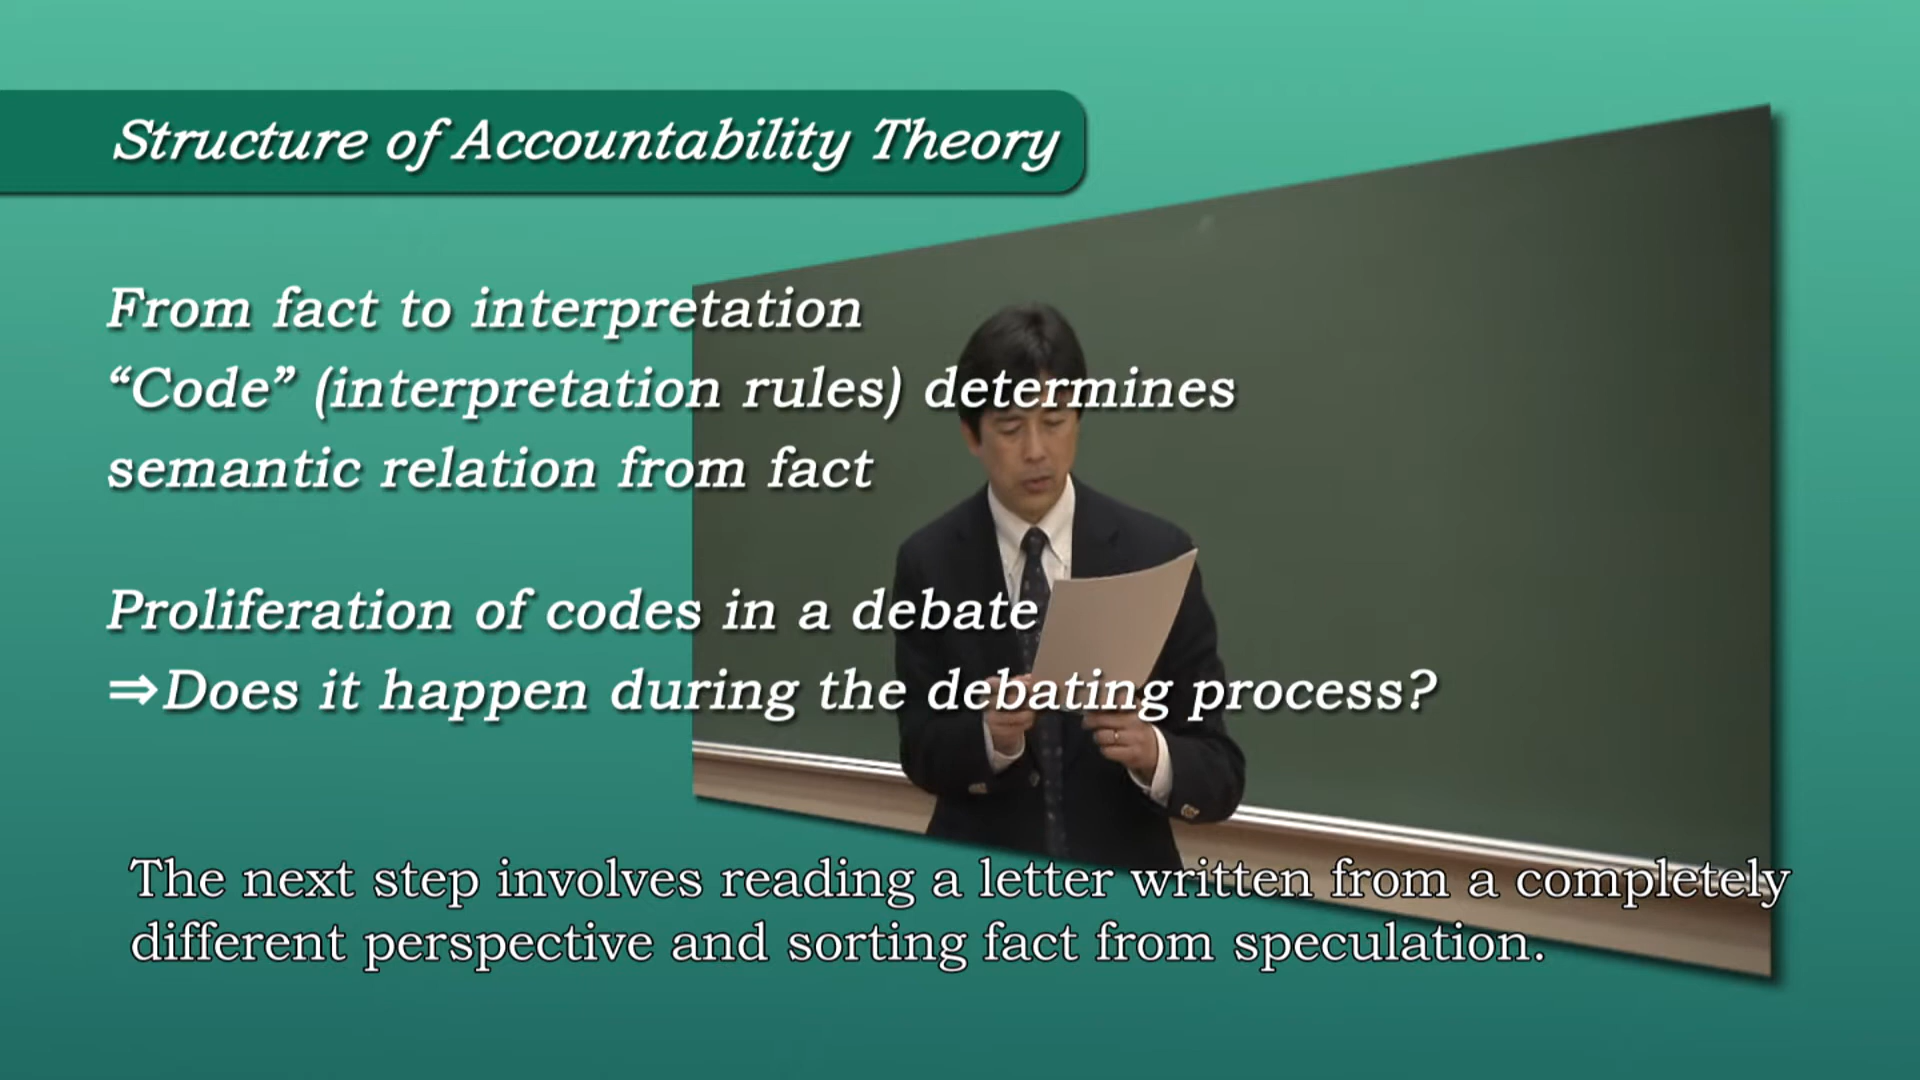 Structure of Accountability Theory
From fact to interpretation
“Code” (interpretation rules) determines
semantic relation from fact
Proliferation of codes in a debate
⇒Does it happen during the debating process?
The next step involves reading a letter written from a completely
different perspective and sorting fact from speculation.